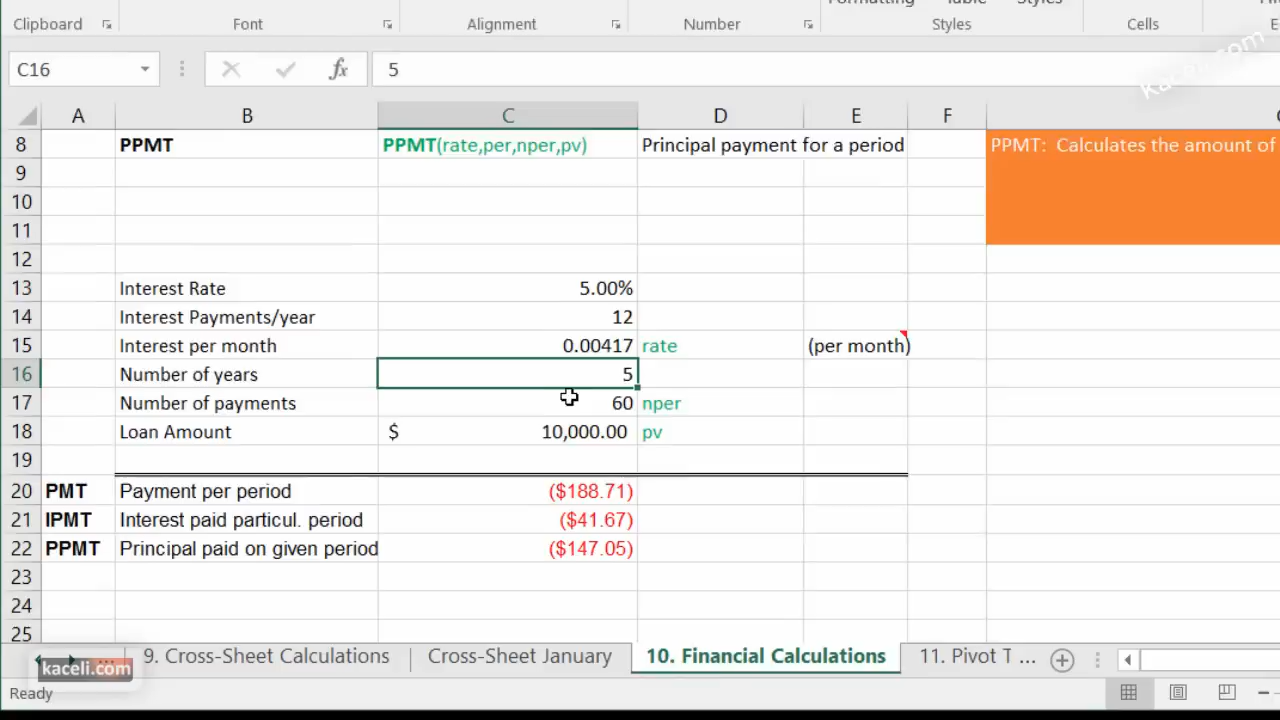 Clipboard Font Alignment Number Styles Cells
kaceli.com
C16 fx 5
A B C D E F
8 PPMT PPMT(rate,per,nper,pv) Principal payment for a period PPMT: Calculates the amount of
9
10
11
12
13 Interest Rate 5.00%
14 Interest Payments/year 12
15 Interest per month 0.00417 rate (per month)
16 Number of years 5
17 Number of payments 60 nper
18 Loan Amount $ 10,000.00 pv
19
20 PMT Payment per period ($188.71)
21 IPMT Interest paid particul. period ($41.67)
22 PPMT Principal paid on given period ($147.05)
23
24
25
... 9. Cross-Sheet Calculations Cross-Sheet January 10. Financial Calculations 11. Pivot T ...
kaceli.com
Ready